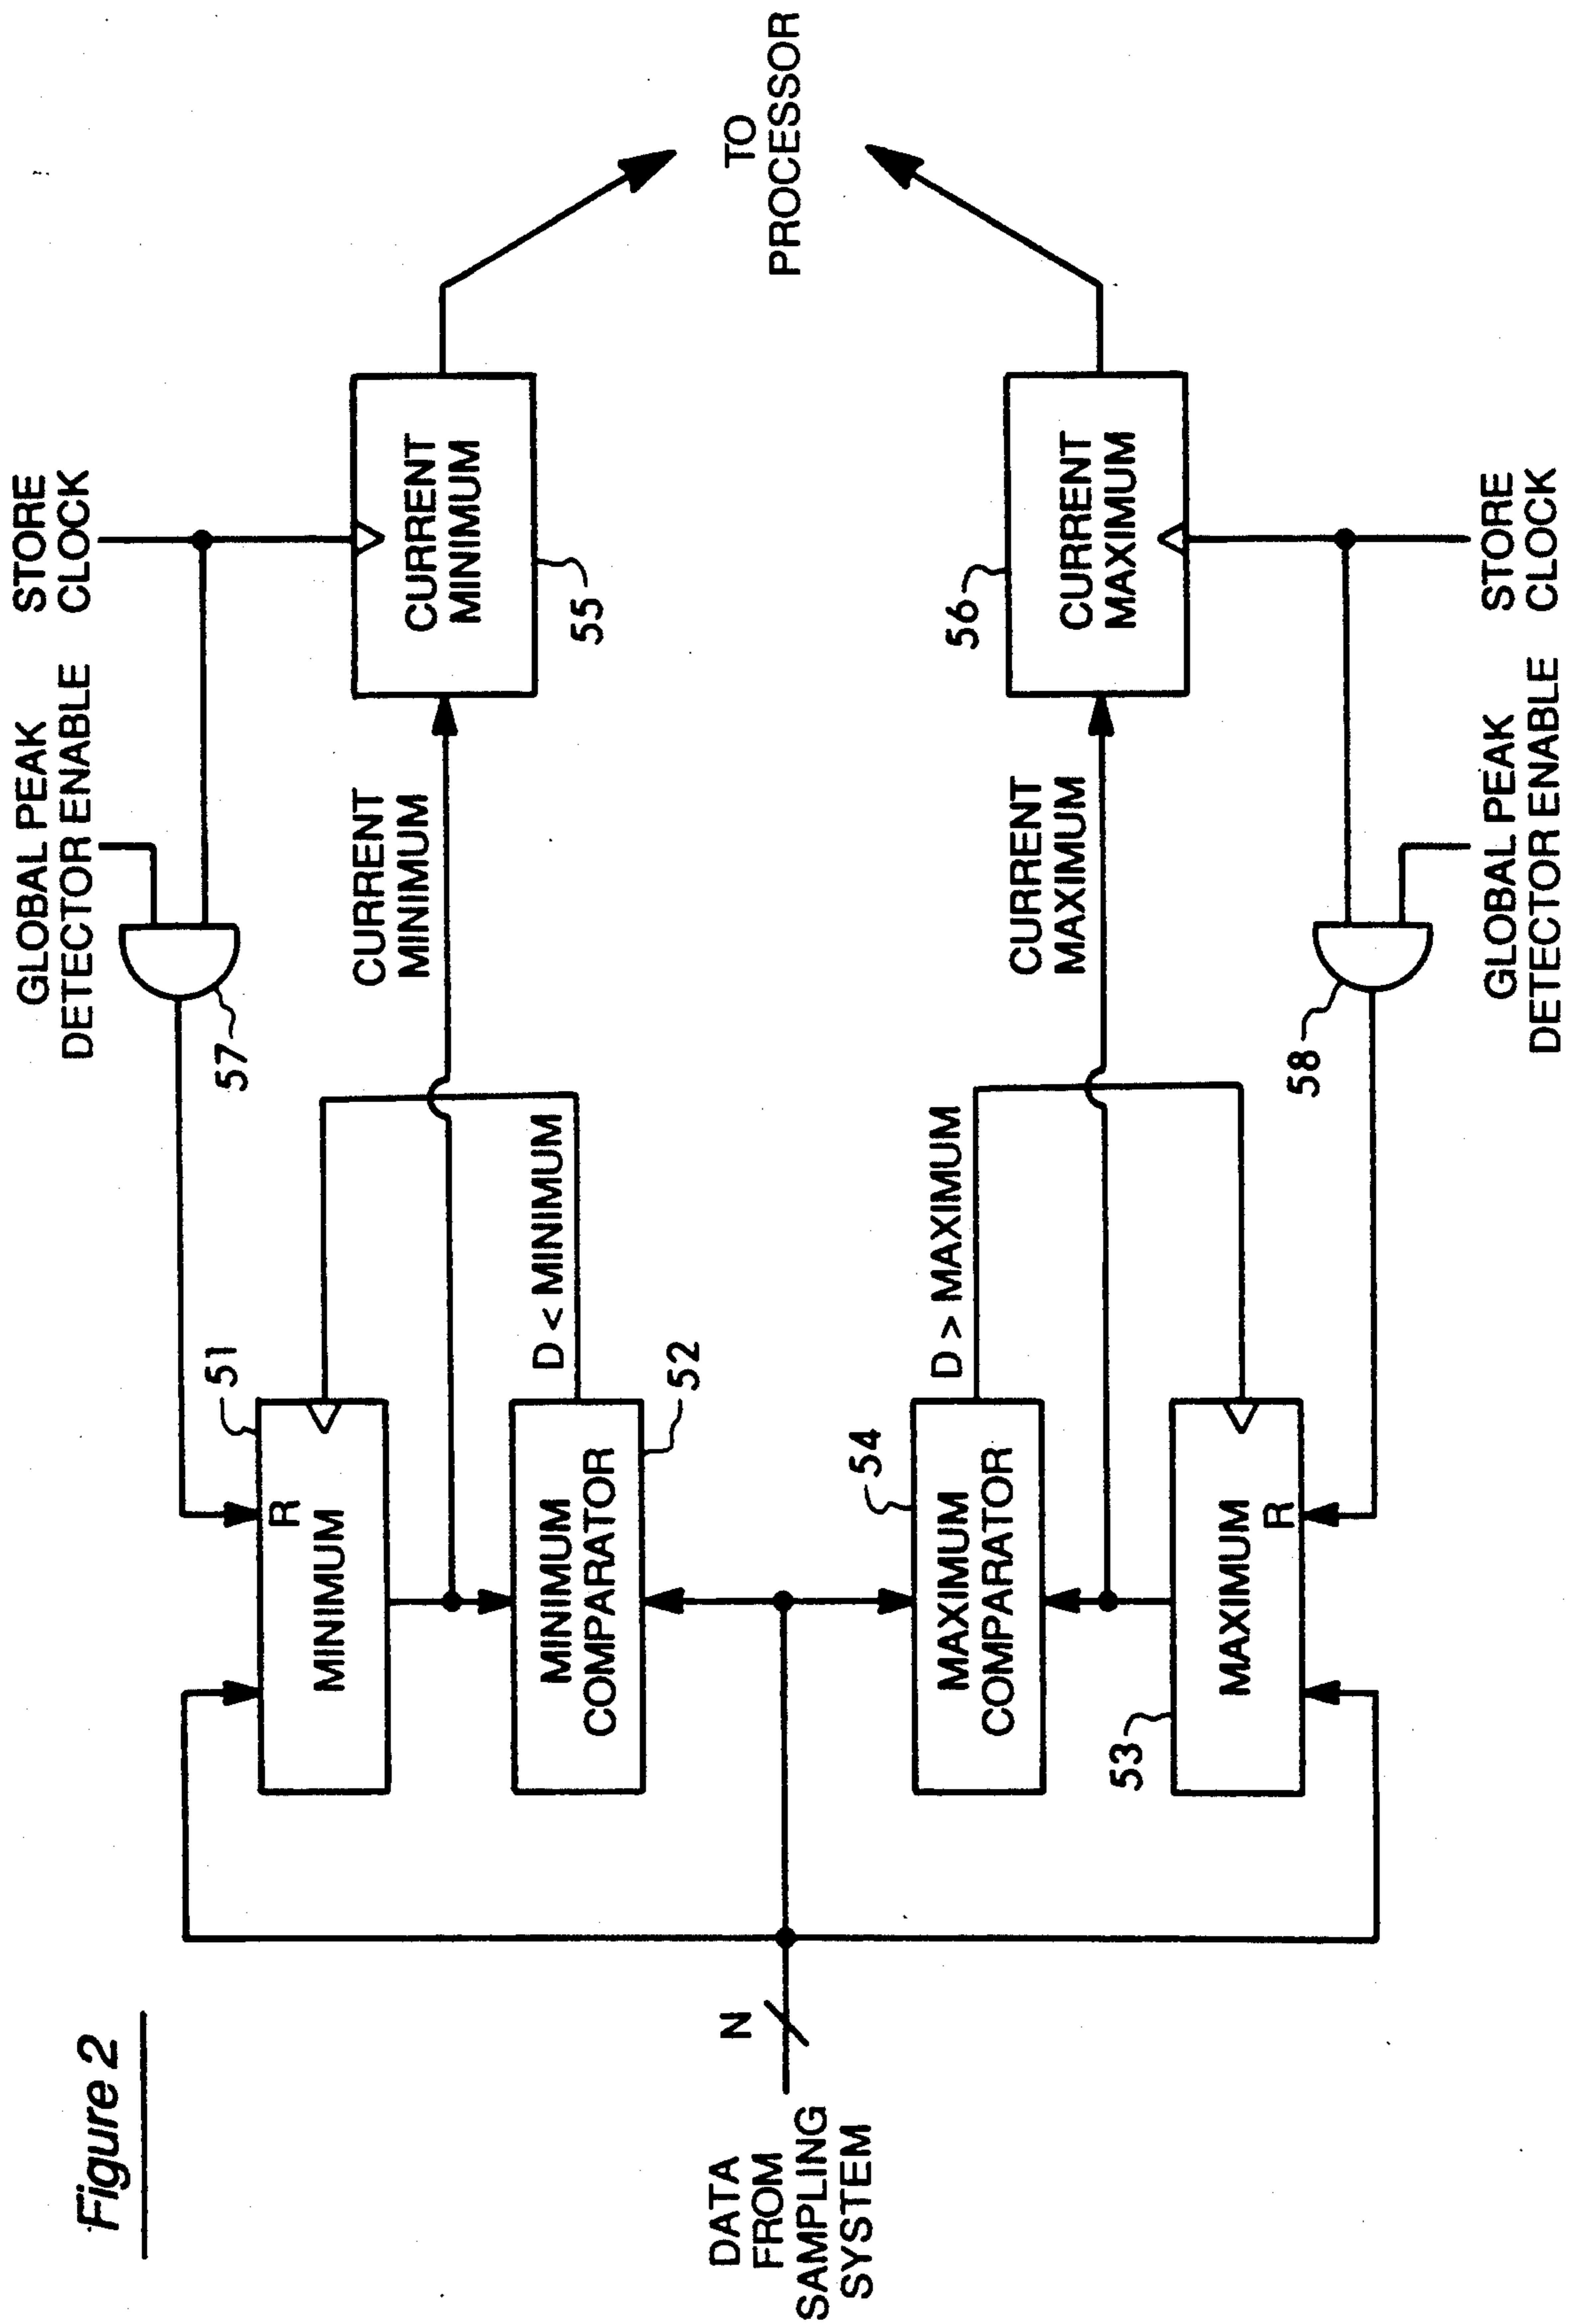 Figure 2
GLOBAL PEAK
DETECTOR ENABLE
STORE
CLOCK
57
51
R
MINIMUM
CURRENT
MINIMUM
CURRENT
MINIMUM
55
D < MINIMUM
MINIMUM
COMPARATOR
52
DATA
FROM
SAMPLING
SYSTEM
N
TO
PROCESSOR
54
MAXIMUM
COMPARATOR
D > MAXIMUM
CURRENT
MAXIMUM
56
CURRENT
MAXIMUM
53
MAXIMUM
R
58
GLOBAL PEAK
DETECTOR ENABLE
STORE
CLOCK